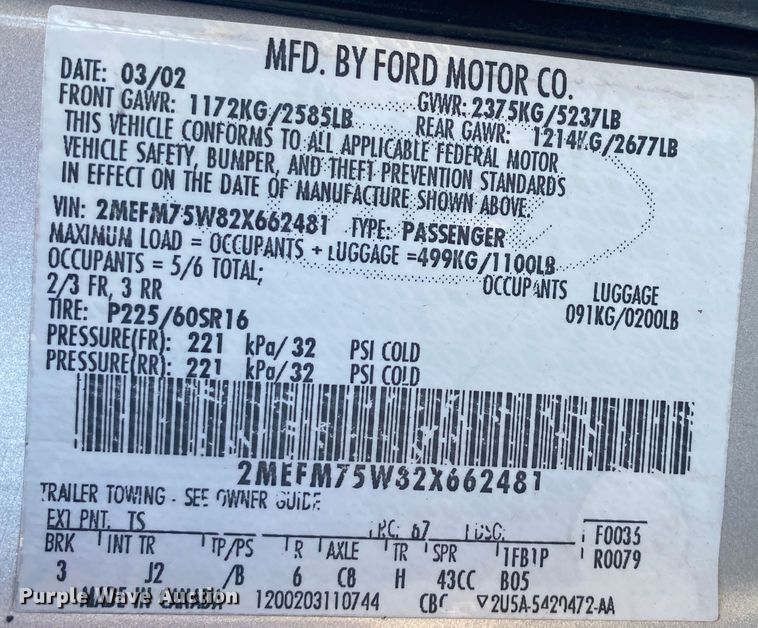 MFD. BY FORD MOTOR CO.
DATE: 03/02 GVWR: 2375KG/5237LB
FRONT GAWR: 1172KG/2585LB REAR GAWR: 1214KG/2677LB
THIS VEHICLE CONFORMS TO ALL APPLICABLE FEDERAL MOTOR
VEHICLE SAFETY, BUMPER, AND THEFT PREVENTION STANDARDS
IN EFFECT ON THE DATE OF MANUFACTURE SHOWN ABOVE.
VIN: 2MEFM75W82X662481 TYPE: PASSENGER
MAXIMUM LOAD = OCCUPANTS + LUGGAGE =499KG/1100LB
OCCUPANTS = 5/6 TOTAL; OCCUPANTS LUGGAGE
2/3 FR, 3 RR 091KG/0200LB
TIRE: P225/60SR16
PRESSURE(FR): 221 kPa/32 PSI COLD
PRESSURE(RR): 221 kPa/32 PSI COLD
2MEFM75W82X662481
TRAILER TOWING - SEE OWNER GUIDE
EXT PNT. TS RC: 67 DSO: F0035
BRK INT TR TP/PS R AXLE TR SPR 1FB1P R0079
3 J2 /B 6 C8 H 43CC B05
MADE IN CANADA 1200203110744 ▽2U5A-5420472-AA
Purple Wave Auction